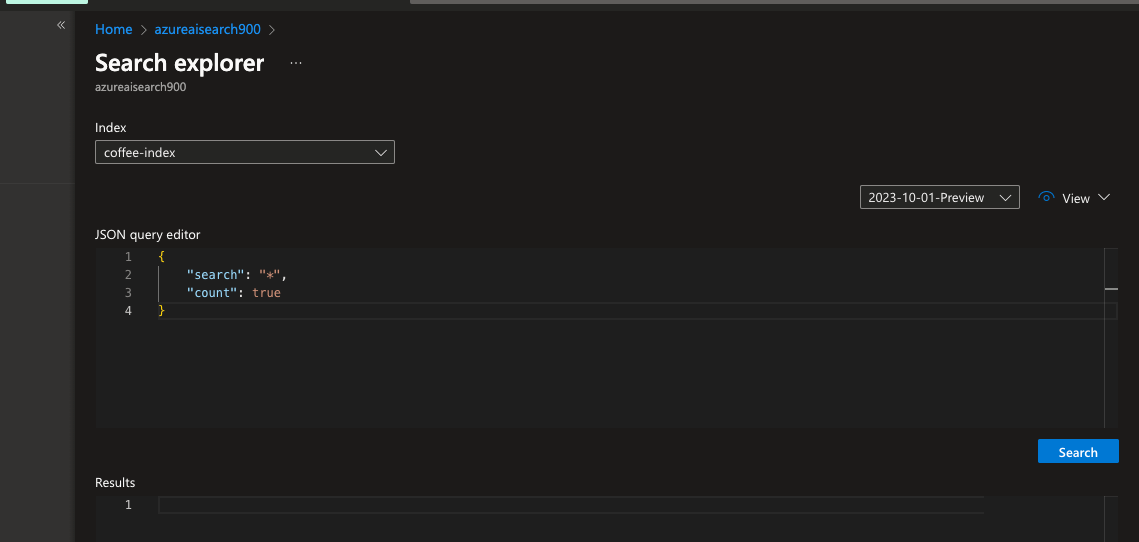 «
Home > azureaisearch900 >
Search explorer ...
azureaisearch900
Index
coffee-index
2023-10-01-Preview
View
JSON query editor
1 {
2 "search": "*",
3 "count": true
4 }
Search
Results
1